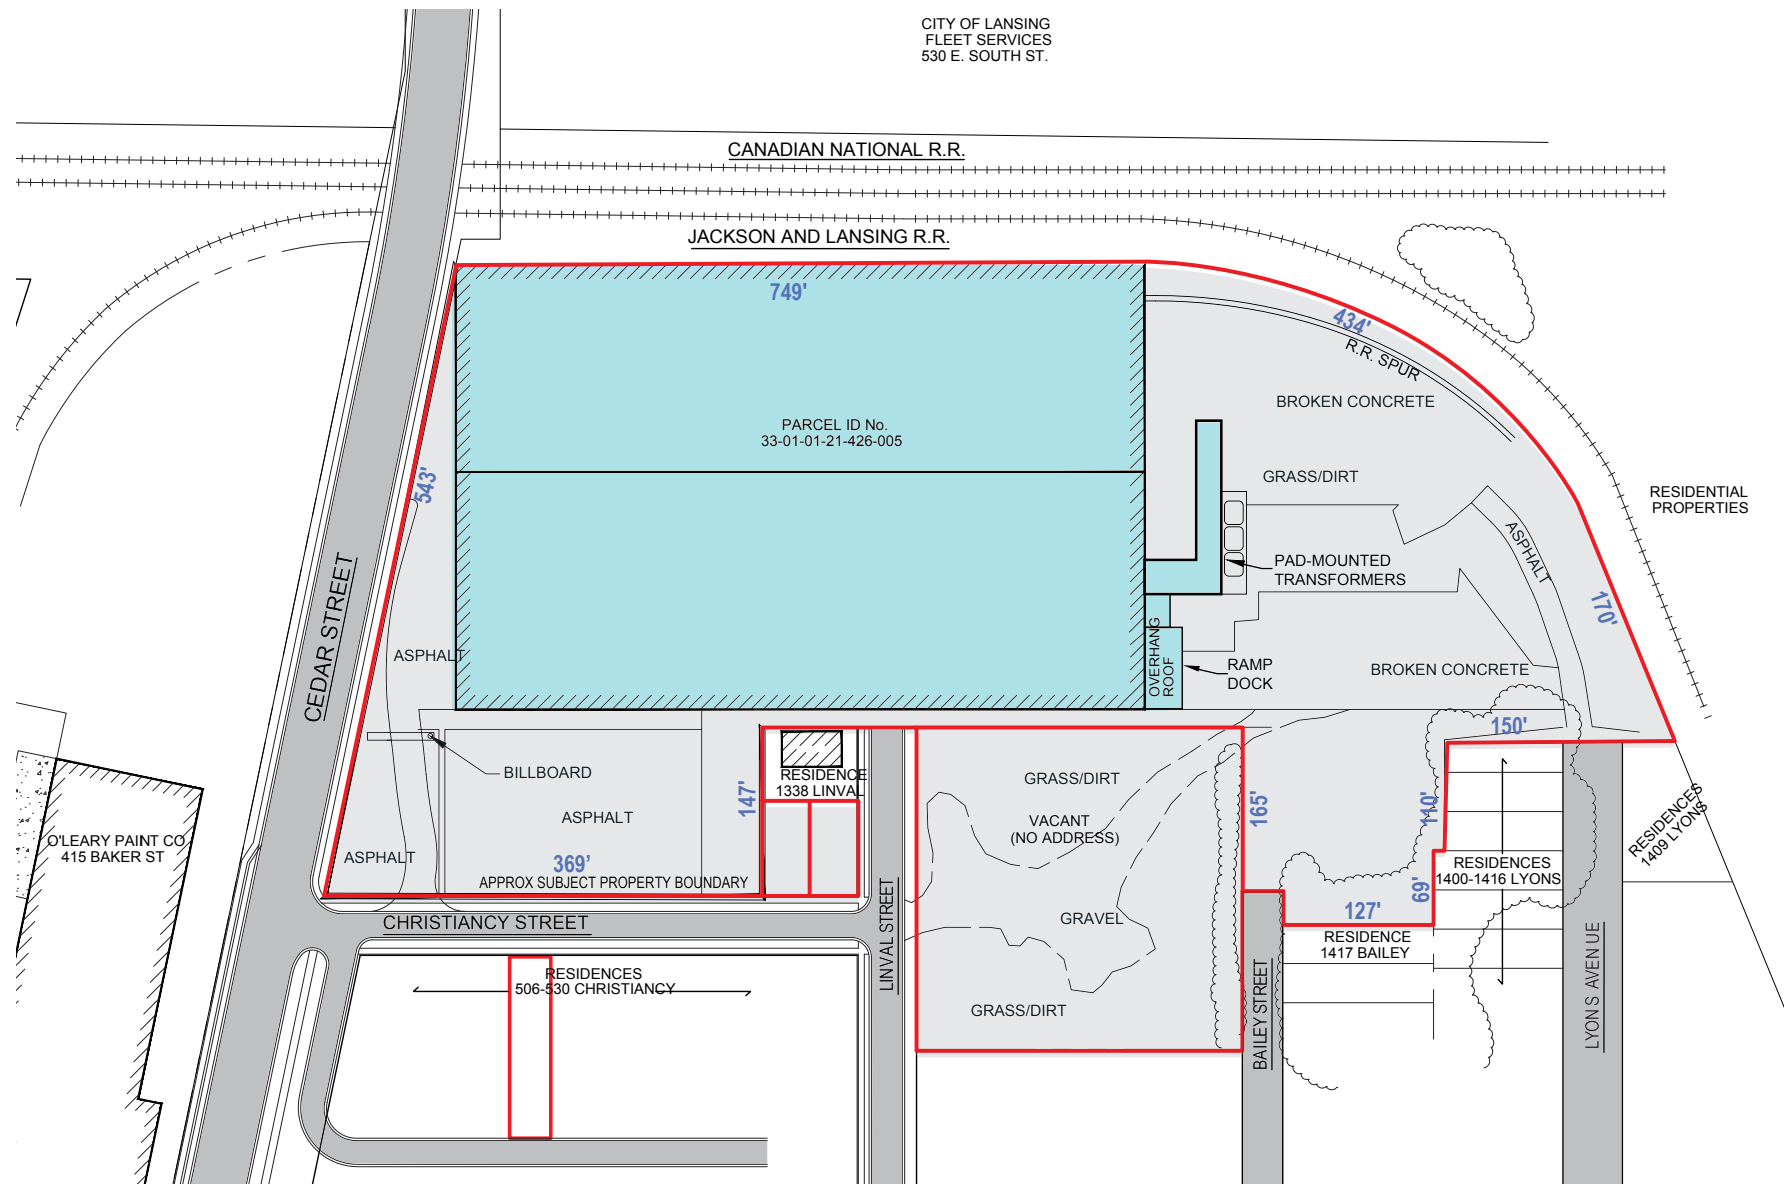 CITY OF LANSING
FLEET SERVICES
530 E. SOUTH ST.
CANADIAN NATIONAL R.R.
JACKSON AND LANSING R.R.
749'
434'
R.R. SPUR
BROKEN CONCRETE
PARCEL ID No.
33-01-01-21-426-005
543'
GRASS/DIRT
RESIDENTIAL
PROPERTIES
ASPHALT
PAD-MOUNTED
TRANSFORMERS
170'
CEDAR STREET
ASPHALT
OVERHANG
ROOF
RAMP
DOCK
BROKEN CONCRETE
150'
BILLBOARD
RESIDENCE
1338 LINVAL
GRASS/DIRT
147'
165'
110'
ASPHALT
VACANT
(NO ADDRESS)
RESIDENCES
1409 LYONS
O'LEARY PAINT CO
415 BAKER ST
ASPHALT
369'
APPROX SUBJECT PROPERTY BOUNDARY
RESIDENCES
1400-1416 LYONS
69'
127'
CHRISTIANCY STREET
LINVAL STREET
GRAVEL
RESIDENCE
1417 BAILEY
RESIDENCES
506-530 CHRISTIANCY
GRASS/DIRT
BAILEY STREET
LYONS AVENUE